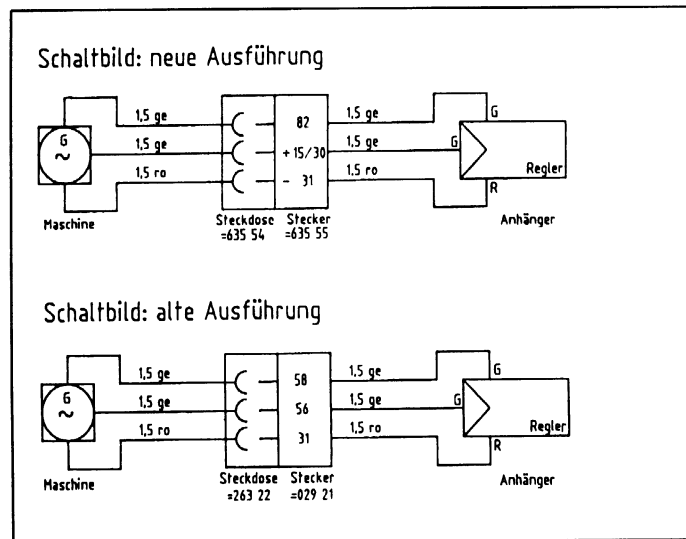 Schaltbild: neue Ausführung
1,5 ge 82 1,5 ge G
G ~ 1,5 ge + 15/30 1,5 ge G
Regler
1,5 ro - 31 1,5 ro R
Maschine Steckdose Stecker Anhänger
=635 54 =635 55
Schaltbild: alte Ausführung
1,5 ge 58 1,5 ge G
G ~ 1,5 ge 56 1,5 ge G
Regler
1,5 ro 31 1,5 ro R
Maschine Steckdose Stecker Anhänger
=263 22 =029 21